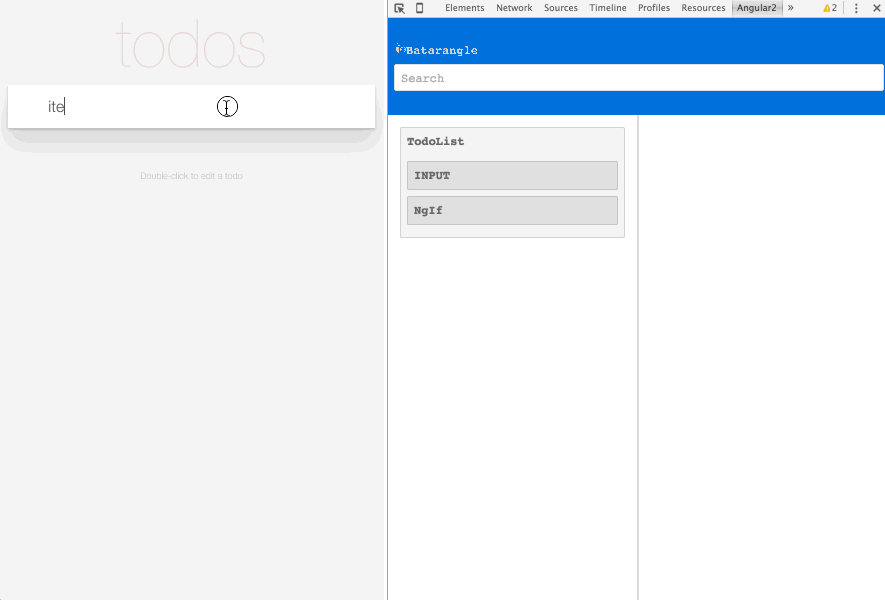 todos
ite
Double-click to edit a todo
Elements Network Sources Timeline Profiles Resources Angular2 » 2
Batarangle
Search
TodoList
INPUT
NgIf